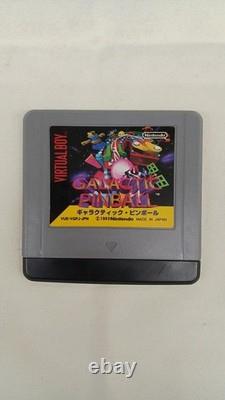 Nintendo
VIRTUAL BOY
GALACTIC
PINBALL
ギャラクティック・ピンボール
VUE-VGPJ-JPN © 1995 Nintendo MADE IN JAPAN
ebay